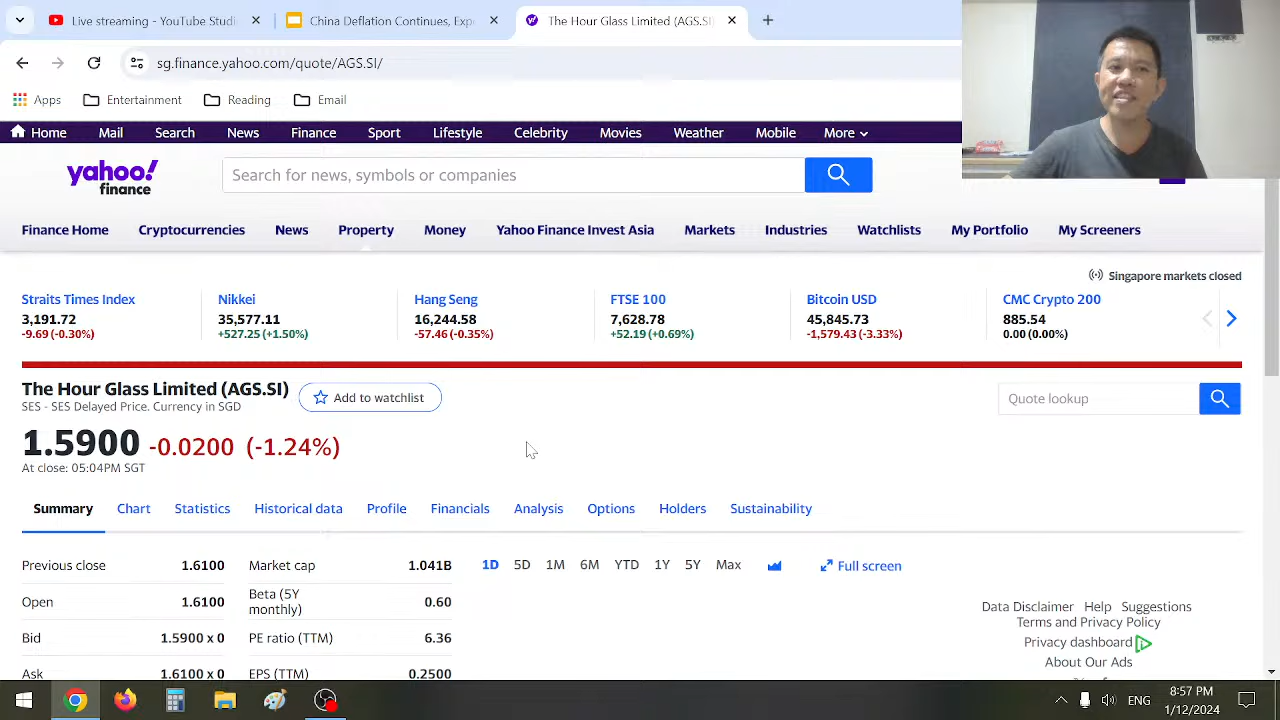 Live streaming - YouTube Studi
China Deflation Continues, Exp
The Hour Glass Limited (AGS.SI)
sg.finance.yahoo.com/quote/AGS.SI/
Apps Entertainment Reading Email
Home Mail Search News Finance Sport Lifestyle Celebrity Movies Weather Mobile More
yahoo!
finance
Search for news, symbols or companies
Finance Home Cryptocurrencies News Property Money Yahoo Finance Invest Asia Markets Industries Watchlists My Portfolio My Screeners
Singapore markets closed
Straits Times Index
3,191.72
-9.69 (-0.30%)
Nikkei
35,577.11
+527.25 (+1.50%)
Hang Seng
16,244.58
-57.46 (-0.35%)
FTSE 100
7,628.78
+52.19 (+0.69%)
Bitcoin USD
45,845.73
-1,579.43 (-3.33%)
CMC Crypto 200
885.54
0.00 (0.00%)
The Hour Glass Limited (AGS.SI)
Add to watchlist
SES - SES Delayed Price. Currency in SGD
Quote lookup
1.5900 -0.0200 (-1.24%)
At close: 05:04PM SGT
Summary Chart Statistics Historical data Profile Financials Analysis Options Holders Sustainability
Previous close 1.6100
Open 1.6100
Bid 1.5900 x 0
Ask 1.6100 x 0
Market cap 1.041B
Beta (5Y
monthly) 0.60
PE ratio (TTM) 6.36
EPS (TTM) 0.2500
1D 5D 1M 6M YTD 1Y 5Y Max
Full screen
Data Disclaimer Help Suggestions
Terms and Privacy Policy
Privacy dashboard
About Our Ads
ENG
8:57 PM
1/12/2024